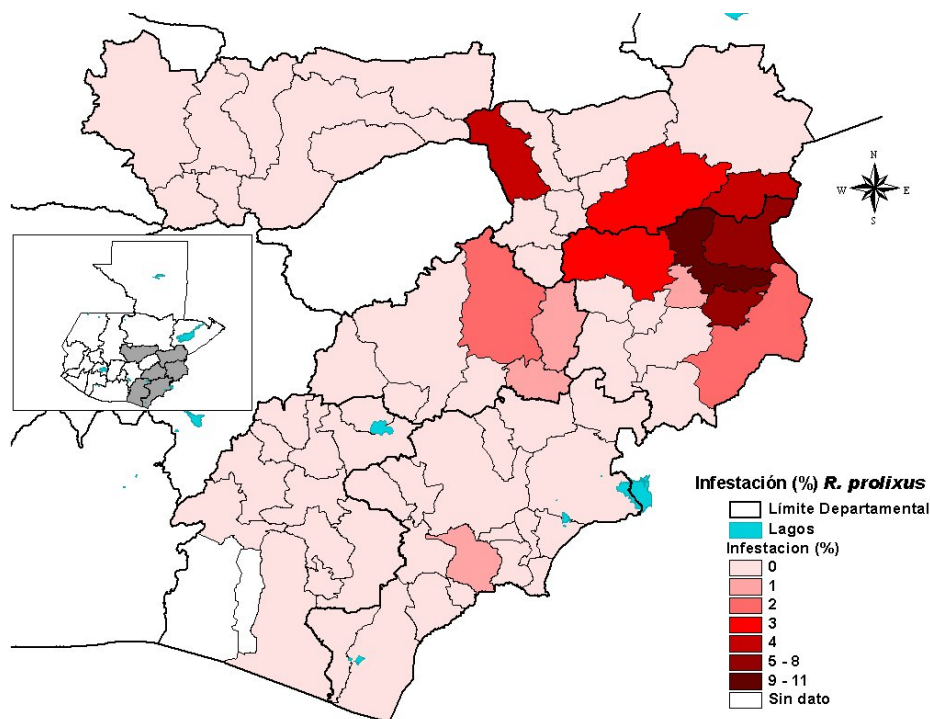 N
W E
S
Infestación (%) R. prolixus
Límite Departamental
Lagos
Infestacion (%)
0
1
2
3
4
5 - 8
9 - 11
Sin dato